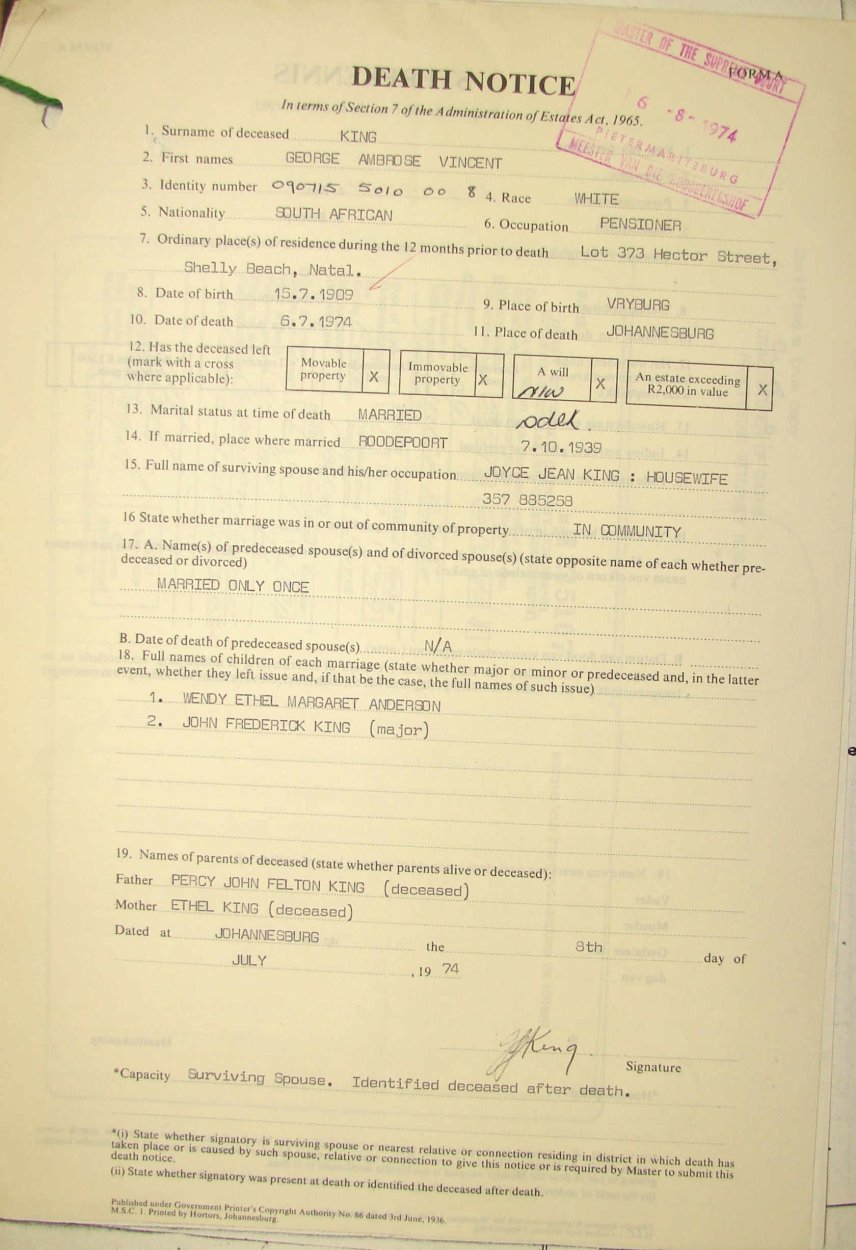 MASTER OF THE SUPREME COURT
FORM A.
6 -8- 1974
PIETERMARITZBURG
MEESTER VAN DIE HOOGGEREGSHOF
DEATH NOTICE
In terms of Section 7 of the Administration of Estates Act, 1965.
1. Surname of deceased KING
2. First names GEORGE AMBROSE VINCENT
3. Identity number 090715 5010 00 8 4. Race WHITE
5. Nationality SOUTH AFRICAN 6. Occupation PENSIONER
7. Ordinary place(s) of residence during the 12 months prior to death Lot 373 Hector Street,
Shelly Beach, Natal.
8. Date of birth 15.7.1909 9. Place of birth VRYBURG
10. Date of death 6.7.1974 11. Place of death JOHANNESBURG
12. Has the deceased left
(mark with a cross
where applicable):
Movable
property X
Immovable
property X
A will X
An estate exceeding
R2,000 in value X
13. Marital status at time of death MARRIED
14. If married, place where married ROODEPOORT 7.10.1939
15. Full name of surviving spouse and his/her occupation JOYCE JEAN KING : HOUSEWIFE
357 885258
16 State whether marriage was in or out of community of property IN COMMUNITY
17. A. Name(s) of predeceased spouse(s) and of divorced spouse(s) (state opposite name of each whether pre-
deceased or divorced)
MARRIED ONLY ONCE
B. Date of death of predeceased spouse(s) N/A
18. Full names of children of each marriage (state whether major or minor or predeceased and, in the latter
event, whether they left issue and, if that be the case, the full names of such issue)
1. WENDY ETHEL MARGARET ANDERSON
2. JOHN FREDERICK KING (major)
19. Names of parents of deceased (state whether parents alive or deceased):
Father PERCY JOHN FELTON KING (deceased)
Mother ETHEL KING (deceased)
Dated at JOHANNESBURG the 8th day of
JULY , 19 74
JJKing
Signature
*Capacity Surviving Spouse. Identified deceased after death.
*(i) State whether signatory is surviving spouse or nearest relative or connection residing in district in which death has
taken place or is caused by such spouse, relative or connection to give this notice or is required by Master to submit this
death notice.
(ii) State whether signatory was present at death or identified the deceased after death.
Published under Government Printer's Copyright Authority No. 86 dated 3rd June, 1936.
M.S.C. 1. Printed by Hortors, Johannesburg.